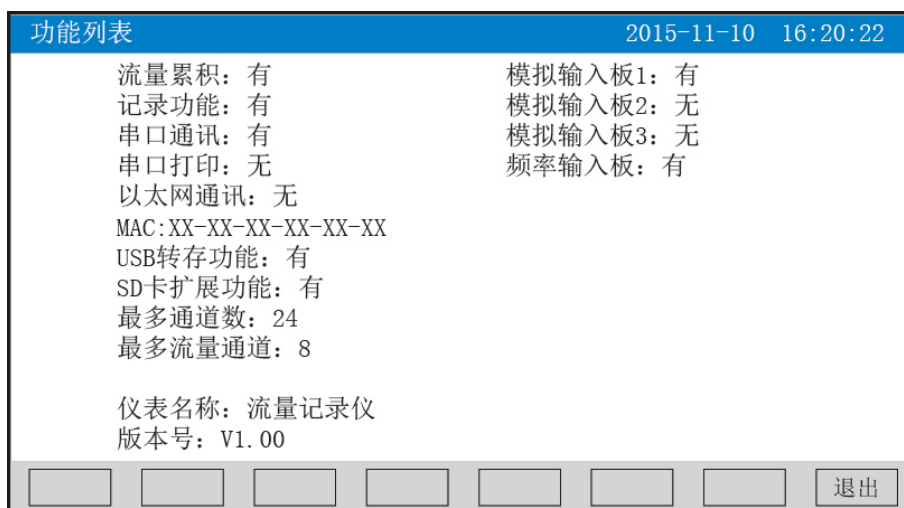 功能列表 2015-11-10 16:20:22
流量累积：有 模拟输入板1：有
记录功能：有 模拟输入板2：无
串口通讯：有 模拟输入板3：无
串口打印：无 频率输入板：有
以太网通讯：无
MAC:XX-XX-XX-XX-XX-XX
USB转存功能：有
SD卡扩展功能：有
最多通道数：24
最多流量通道：8
仪表名称：流量记录仪
版本号：V1.00
退出